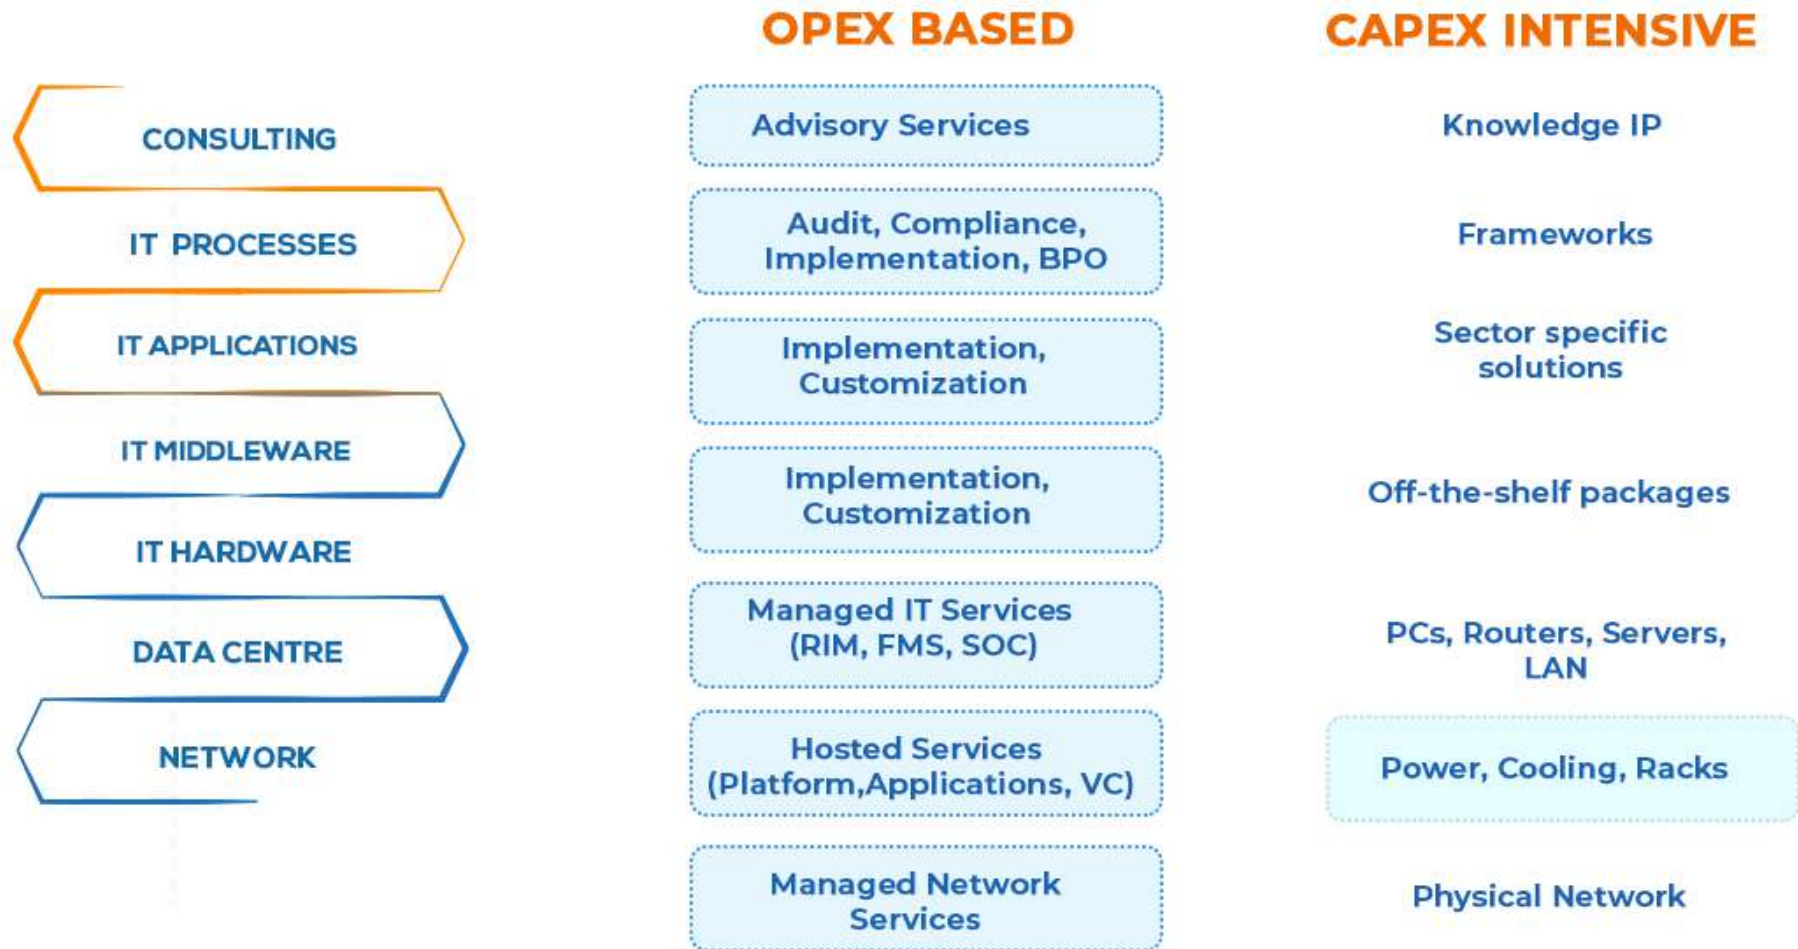 OPEX BASED
CAPEX INTENSIVE
CONSULTING
Advisory Services
Knowledge IP
IT PROCESSES
Audit, Compliance,
Implementation, BPO
Frameworks
IT APPLICATIONS
Implementation,
Customization
Sector specific
solutions
IT MIDDLEWARE
Implementation,
Customization
Off-the-shelf packages
IT HARDWARE
Managed IT Services
(RIM, FMS, SOC)
PCs, Routers, Servers,
LAN
DATA CENTRE
Hosted Services
(Platform,Applications, VC)
Power, Cooling, Racks
NETWORK
Managed Network
Services
Physical Network